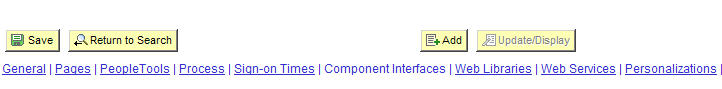 Save Return to Search Add Update/Display
General | Pages | PeopleTools | Process | Sign-on Times | Component Interfaces | Web Libraries | Web Services | Personalizations |